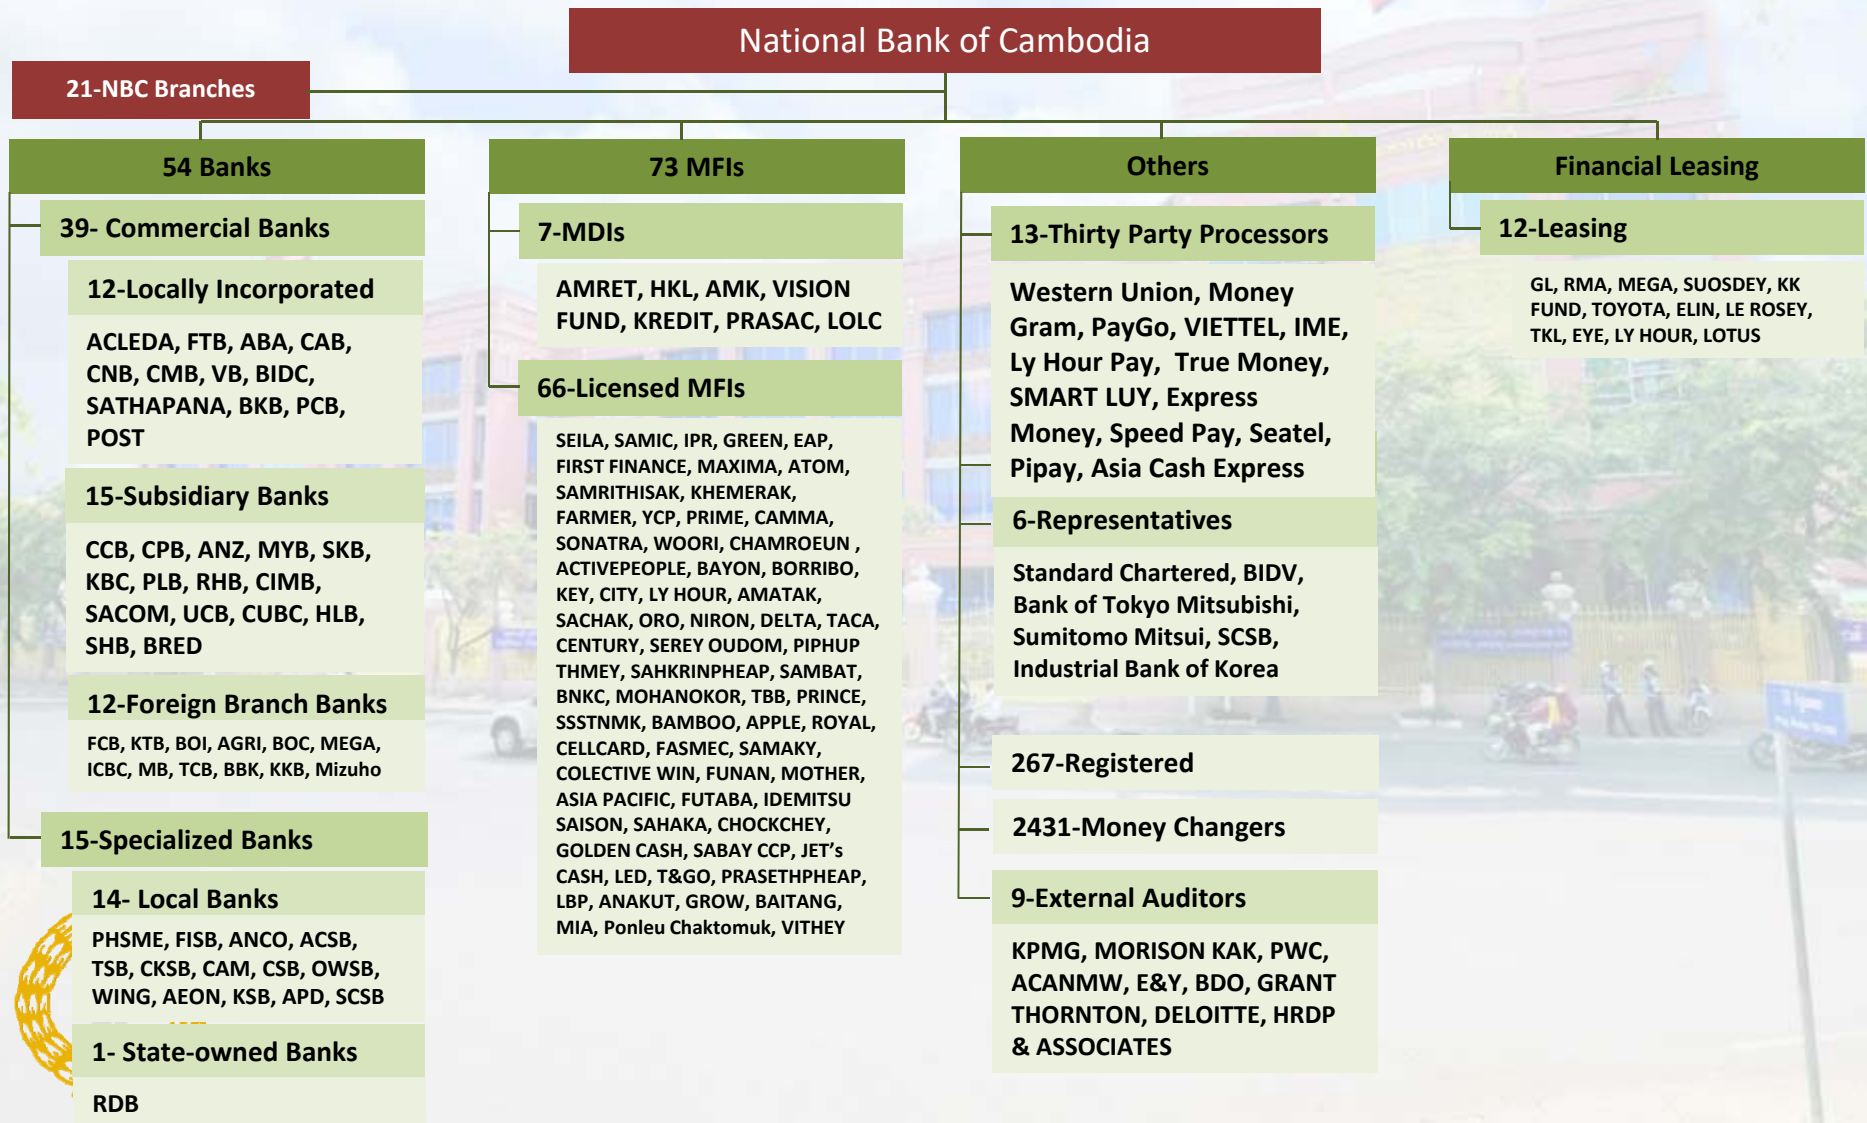 National Bank of Cambodia
21-NBC Branches
54 Banks
39- Commercial Banks
12-Locally Incorporated
ACLEDA, FTB, ABA, CAB,
CNB, CMB, VB, BIDC,
SATHAPANA, BKB, PCB,
POST
15-Subsidiary Banks
CCB, CPB, ANZ, MYB, SKB,
KBC, PLB, RHB, CIMB,
SACOM, UCB, CUBC, HLB,
SHB, BRED
12-Foreign Branch Banks
FCB, KTB, BOI, AGRI, BOC, MEGA,
ICBC, MB, TCB, BBK, KKB, Mizuho
15-Specialized Banks
14- Local Banks
PHSME, FISB, ANCO, ACSB,
TSB, CKSB, CAM, CSB, OWSB,
WING, AEON, KSB, APD, SCSB
1- State-owned Banks
RDB
73 MFIs
7-MDIs
AMRET, HKL, AMK, VISION
FUND, KREDIT, PRASAC, LOLC
66-Licensed MFIs
SEILA, SAMIC, IPR, GREEN, EAP,
FIRST FINANCE, MAXIMA, ATOM,
SAMRITHISAK, KHEMERAK,
FARMER, YCP, PRIME, CAMMA,
SONATRA, WOORI, CHAMROEUN ,
ACTIVEPEOPLE, BAYON, BORRIBO,
KEY, CITY, LY HOUR, AMATAK,
SACHAK, ORO, NIRON, DELTA, TACA,
CENTURY, SEREY OUDOM, PIPHUP
THMEY, SAHKRINPHEAP, SAMBAT,
BNKC, MOHANOKOR, TBB, PRINCE,
SSSTNMK, BAMBOO, APPLE, ROYAL,
CELLCARD, FASMEC, SAMAKY,
COLECTIVE WIN, FUNAN, MOTHER,
ASIA PACIFIC, FUTABA, IDEMITSU
SAISON, SAHAKA, CHOCKCHEY,
GOLDEN CASH, SABAY CCP, JET's
CASH, LED, T&GO, PRASETHPHEAP,
LBP, ANAKUT, GROW, BAITANG,
MIA, Ponleu Chaktomuk, VITHEY
Others
13-Thirty Party Processors
Western Union, Money
Gram, PayGo, VIETTEL, IME,
Ly Hour Pay, True Money,
SMART LUY, Express
Money, Speed Pay, Seatel,
Pipay, Asia Cash Express
6-Representatives
Standard Chartered, BIDV,
Bank of Tokyo Mitsubishi,
Sumitomo Mitsui, SCSB,
Industrial Bank of Korea
267-Registered
2431-Money Changers
9-External Auditors
KPMG, MORISON KAK, PWC,
ACANMW, E&Y, BDO, GRANT
THORNTON, DELOITTE, HRDP
& ASSOCIATES
Financial Leasing
12-Leasing
GL, RMA, MEGA, SUOSDEY, KK
FUND, TOYOTA, ELIN, LE ROSEY,
TKL, EYE, LY HOUR, LOTUS